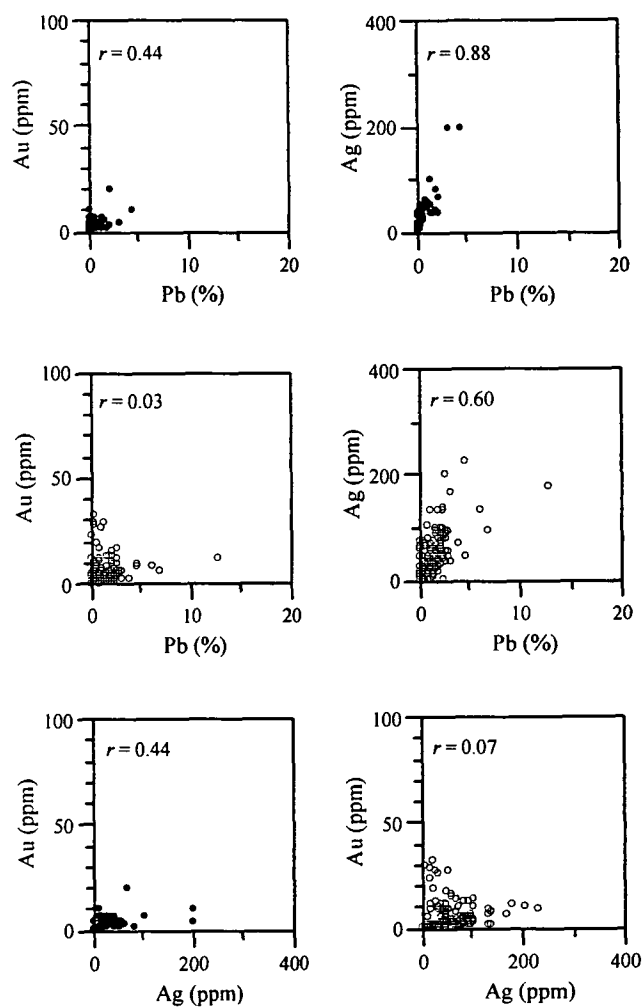 100
r = 0.44
Au (ppm)
50
0
0 10 20
Pb (%)
400
r = 0.88
Ag (ppm)
200
0
0 10 20
Pb (%)
100
r = 0.03
Au (ppm)
50
0
0 10 20
Pb (%)
400
r = 0.60
Ag (ppm)
200
0
0 10 20
Pb (%)
100
r = 0.44
Au (ppm)
50
0
0 200 400
Ag (ppm)
100
r = 0.07
Au (ppm)
50
0
0 200 400
Ag (ppm)